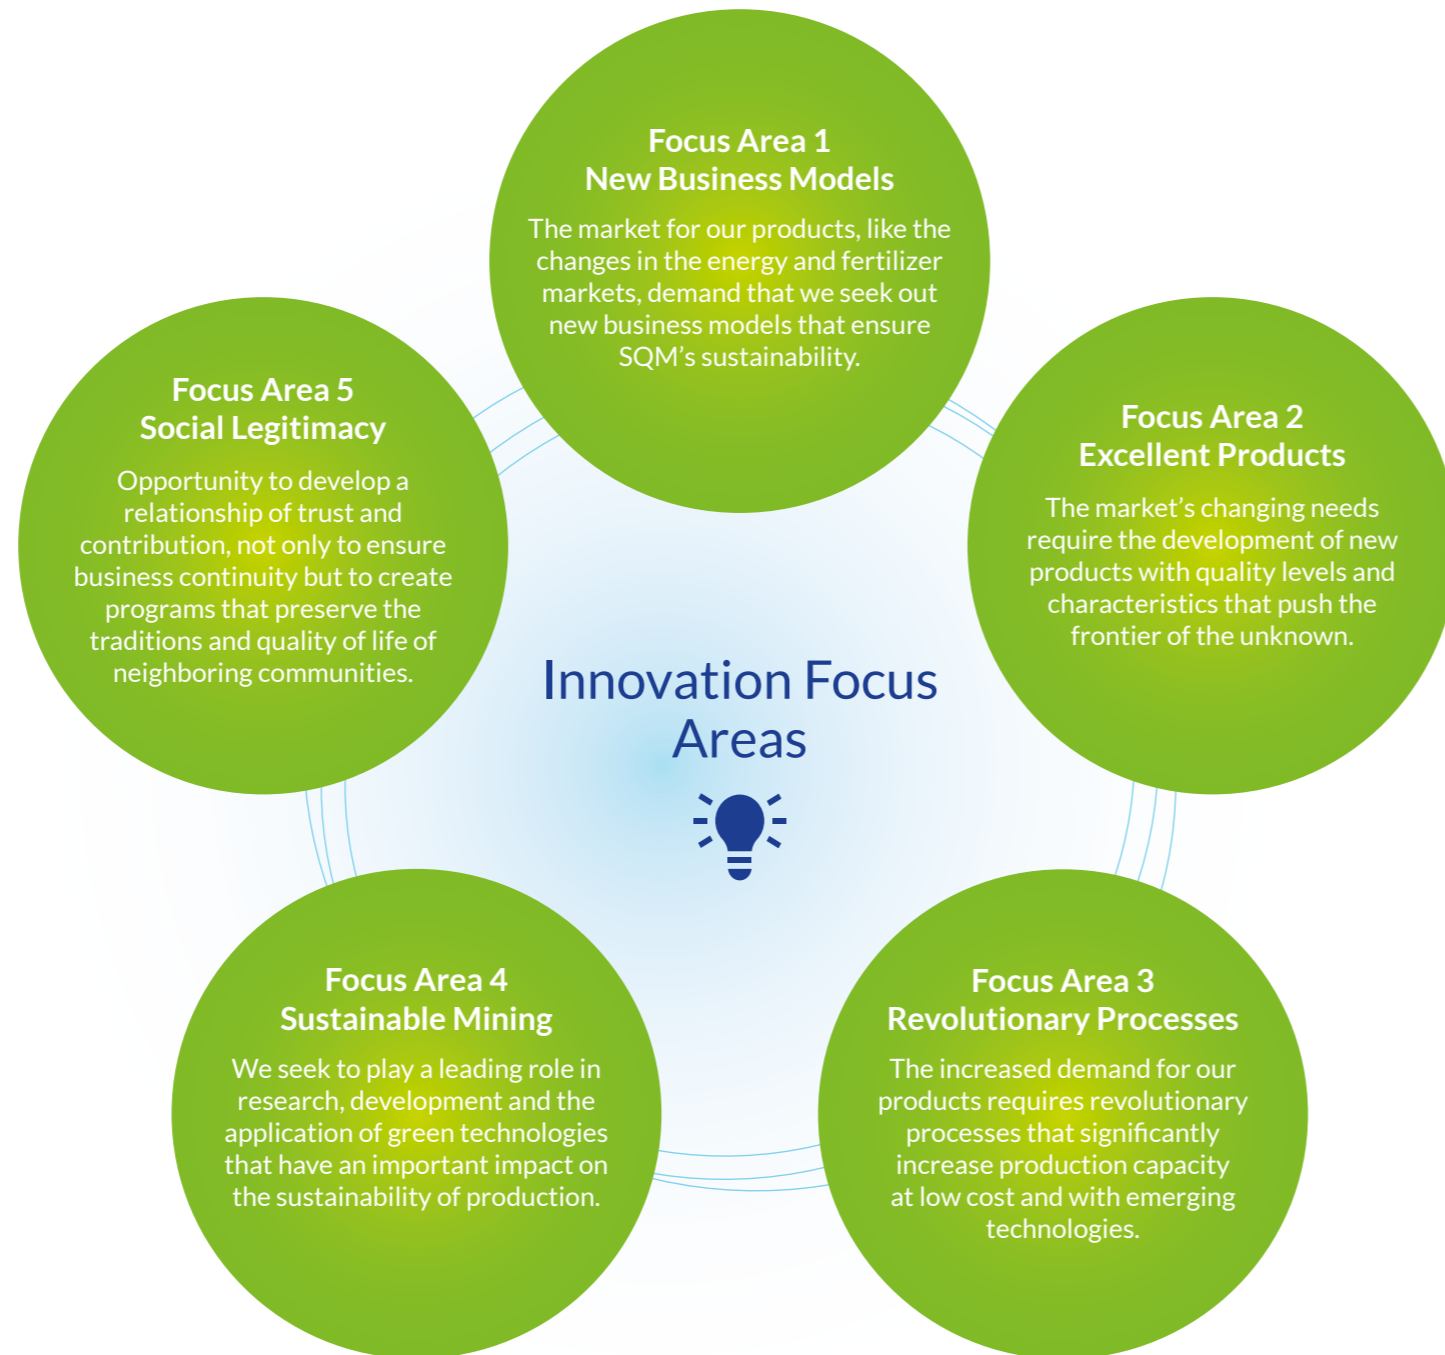 Focus Area 1
New Business Models
The market for our products, like the
changes in the energy and fertilizer
markets, demand that we seek out
new business models that ensure
SQM’s sustainability.
Focus Area 2
Excellent Products
The market’s changing needs
require the development of new
products with quality levels and
characteristics that push the
frontier of the unknown.
Focus Area 3
Revolutionary Processes
The increased demand for our
products requires revolutionary
processes that significantly
increase production capacity
at low cost and with emerging
technologies.
Focus Area 4
Sustainable Mining
We seek to play a leading role in
research, development and the
application of green technologies
that have an important impact on
the sustainability of production.
Focus Area 5
Social Legitimacy
Opportunity to develop a
relationship of trust and
contribution, not only to ensure
business continuity but to create
programs that preserve the
traditions and quality of life of
neighboring communities.
Innovation Focus
Areas